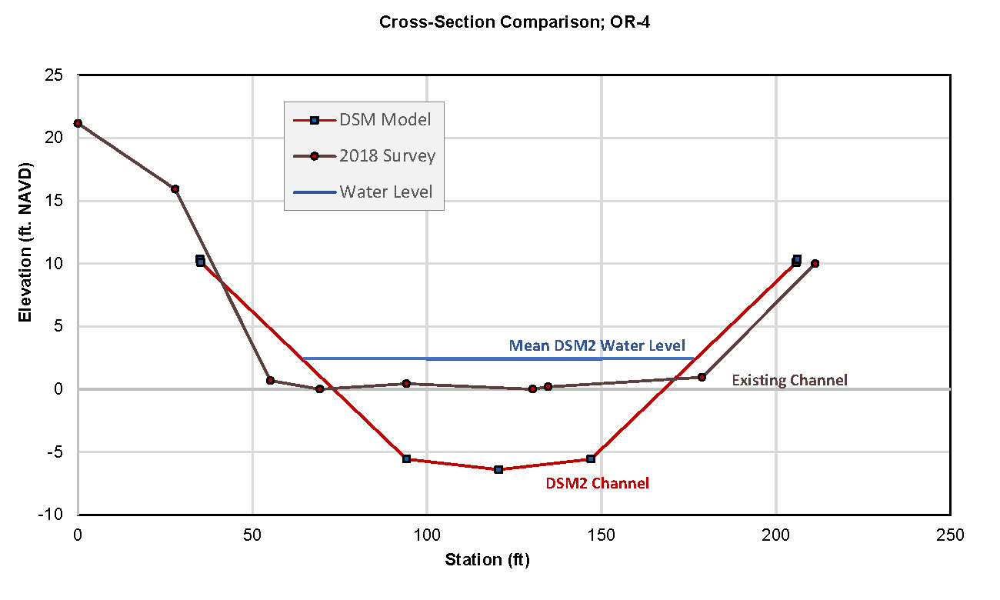 Cross-Section Comparison; OR-4
25
20
15
10
5
0
-5
-10
Elevation (ft. NAVD)
DSM Model
2018 Survey
Water Level
Mean DSM2 Water Level
Existing Channel
DSM2 Channel
0 50 100 150 200 250
Station (ft)